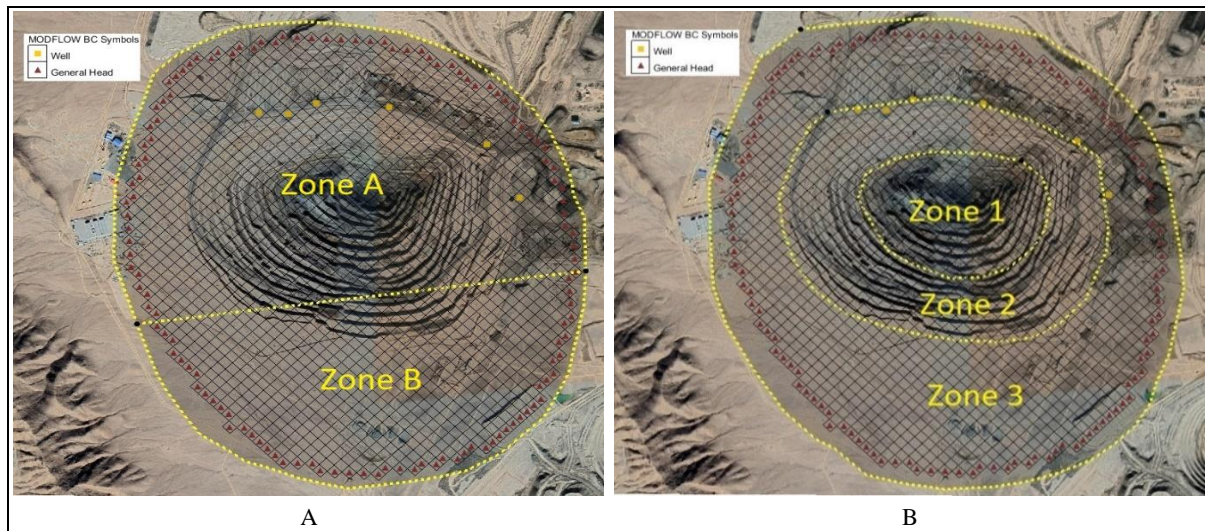 MODFLOW BC Symbols
Well
General Head
Zone A
Zone B
A
MODFLOW BC Symbols
Well
General Head
Zone 1
Zone 2
Zone 3
B